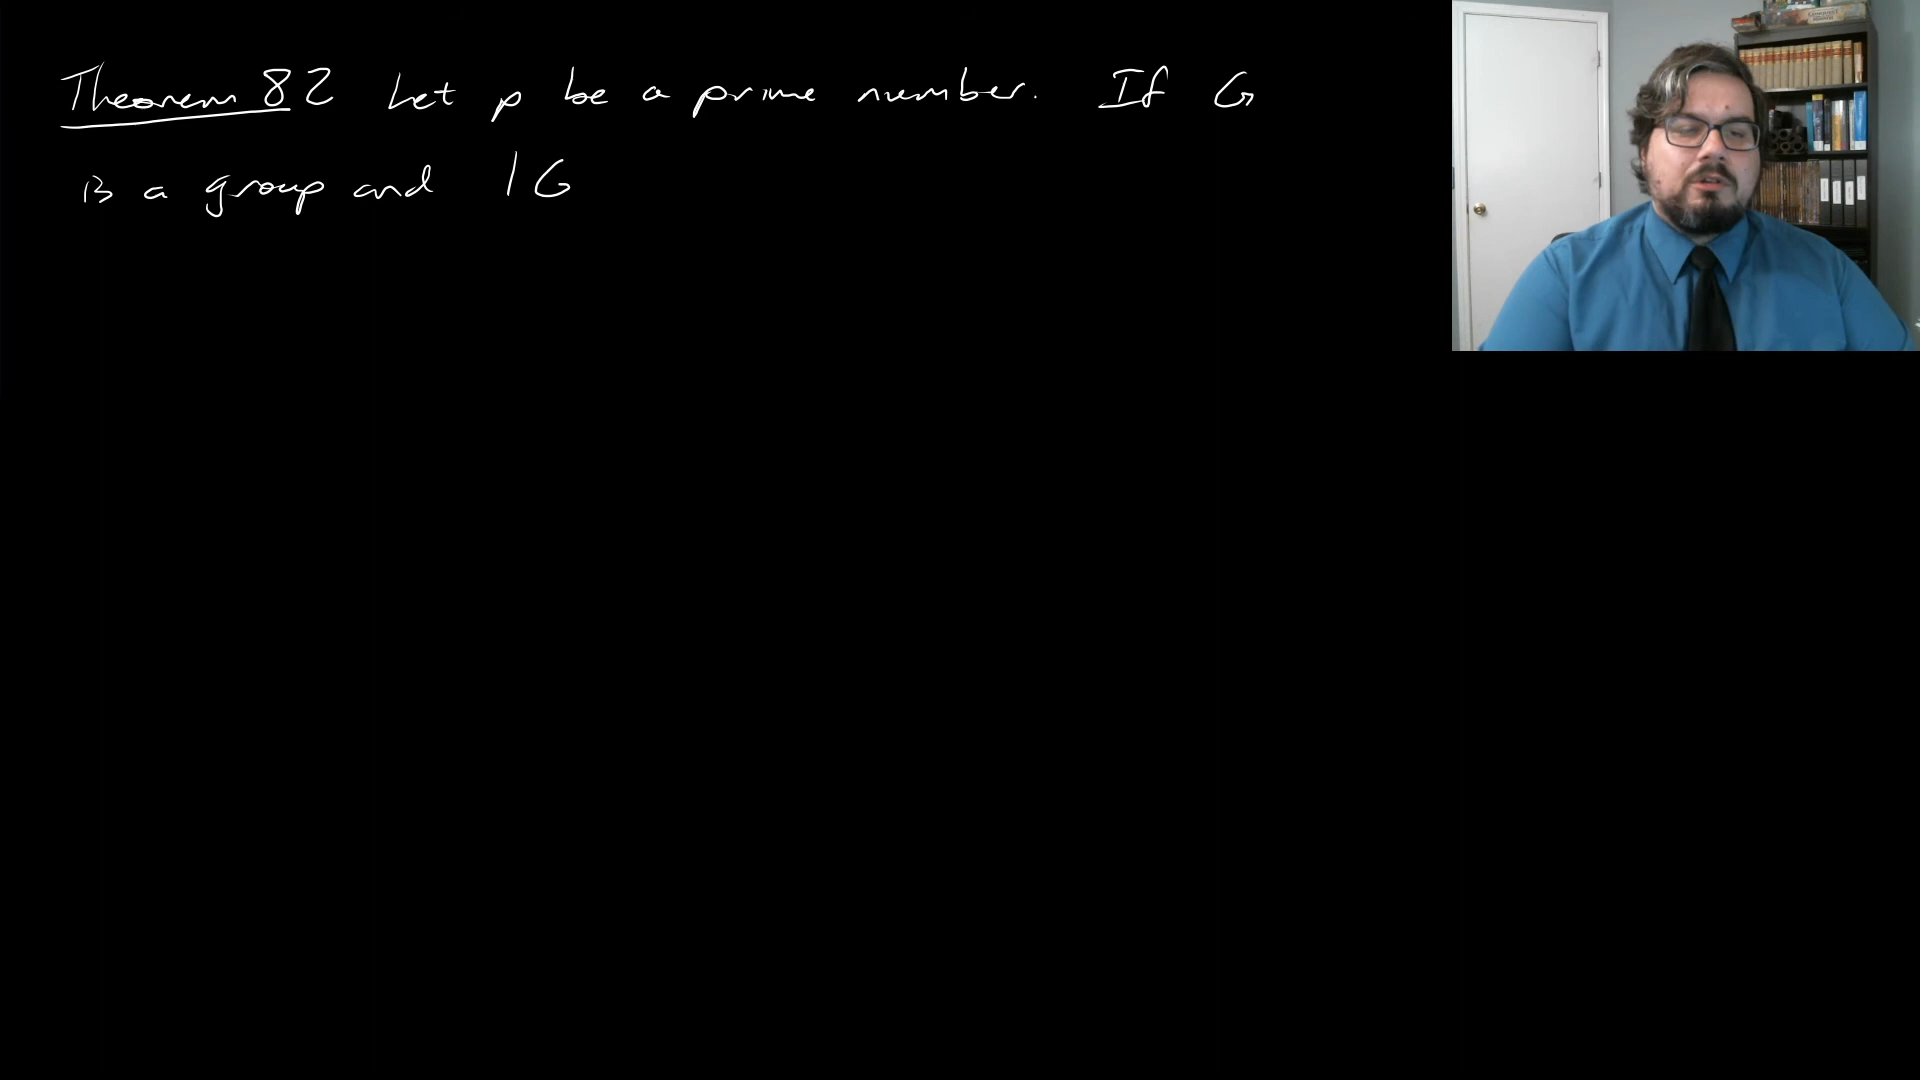 Theorem 82 Let p be a prime number. If G
is a group and |G